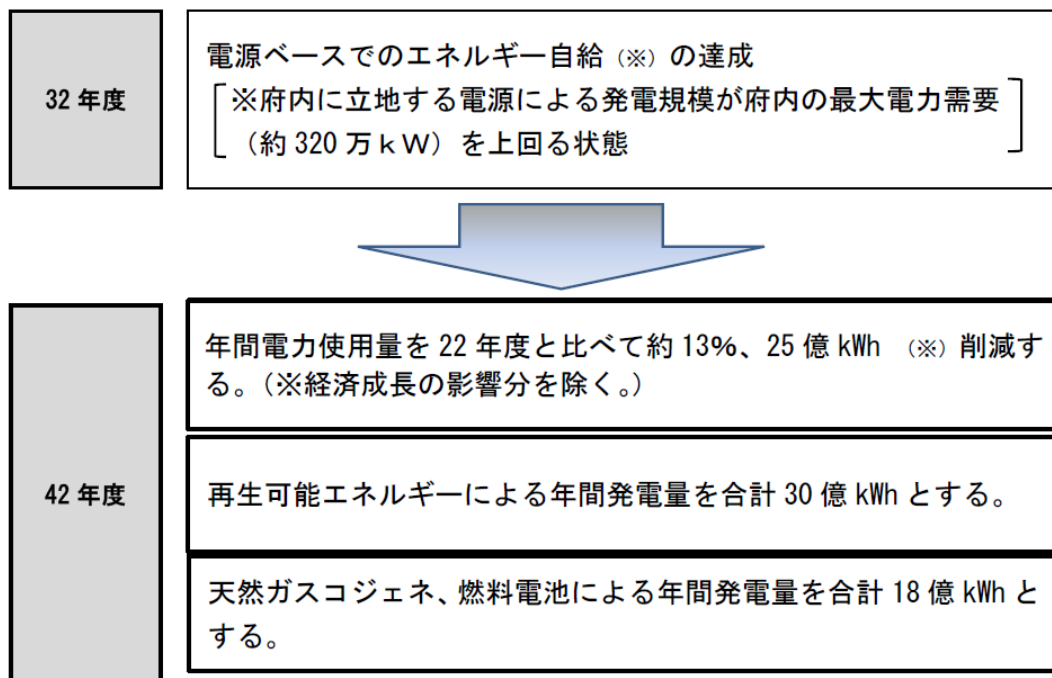 32 年度
電源ベースでのエネルギー自給（※）の達成
※府内に立地する電源による発電規模が府内の最大電力需要
（約 320 万ｋＷ）を上回る状態
42 年度
年間電力使用量を 22 年度と比べて約 13%、25 億 kWh （※）削減す
る。（※経済成長の影響分を除く。）
再生可能エネルギーによる年間発電量を合計 30 億 kWh とする。
天然ガスコジェネ、燃料電池による年間発電量を合計 18 億 kWh と
する。